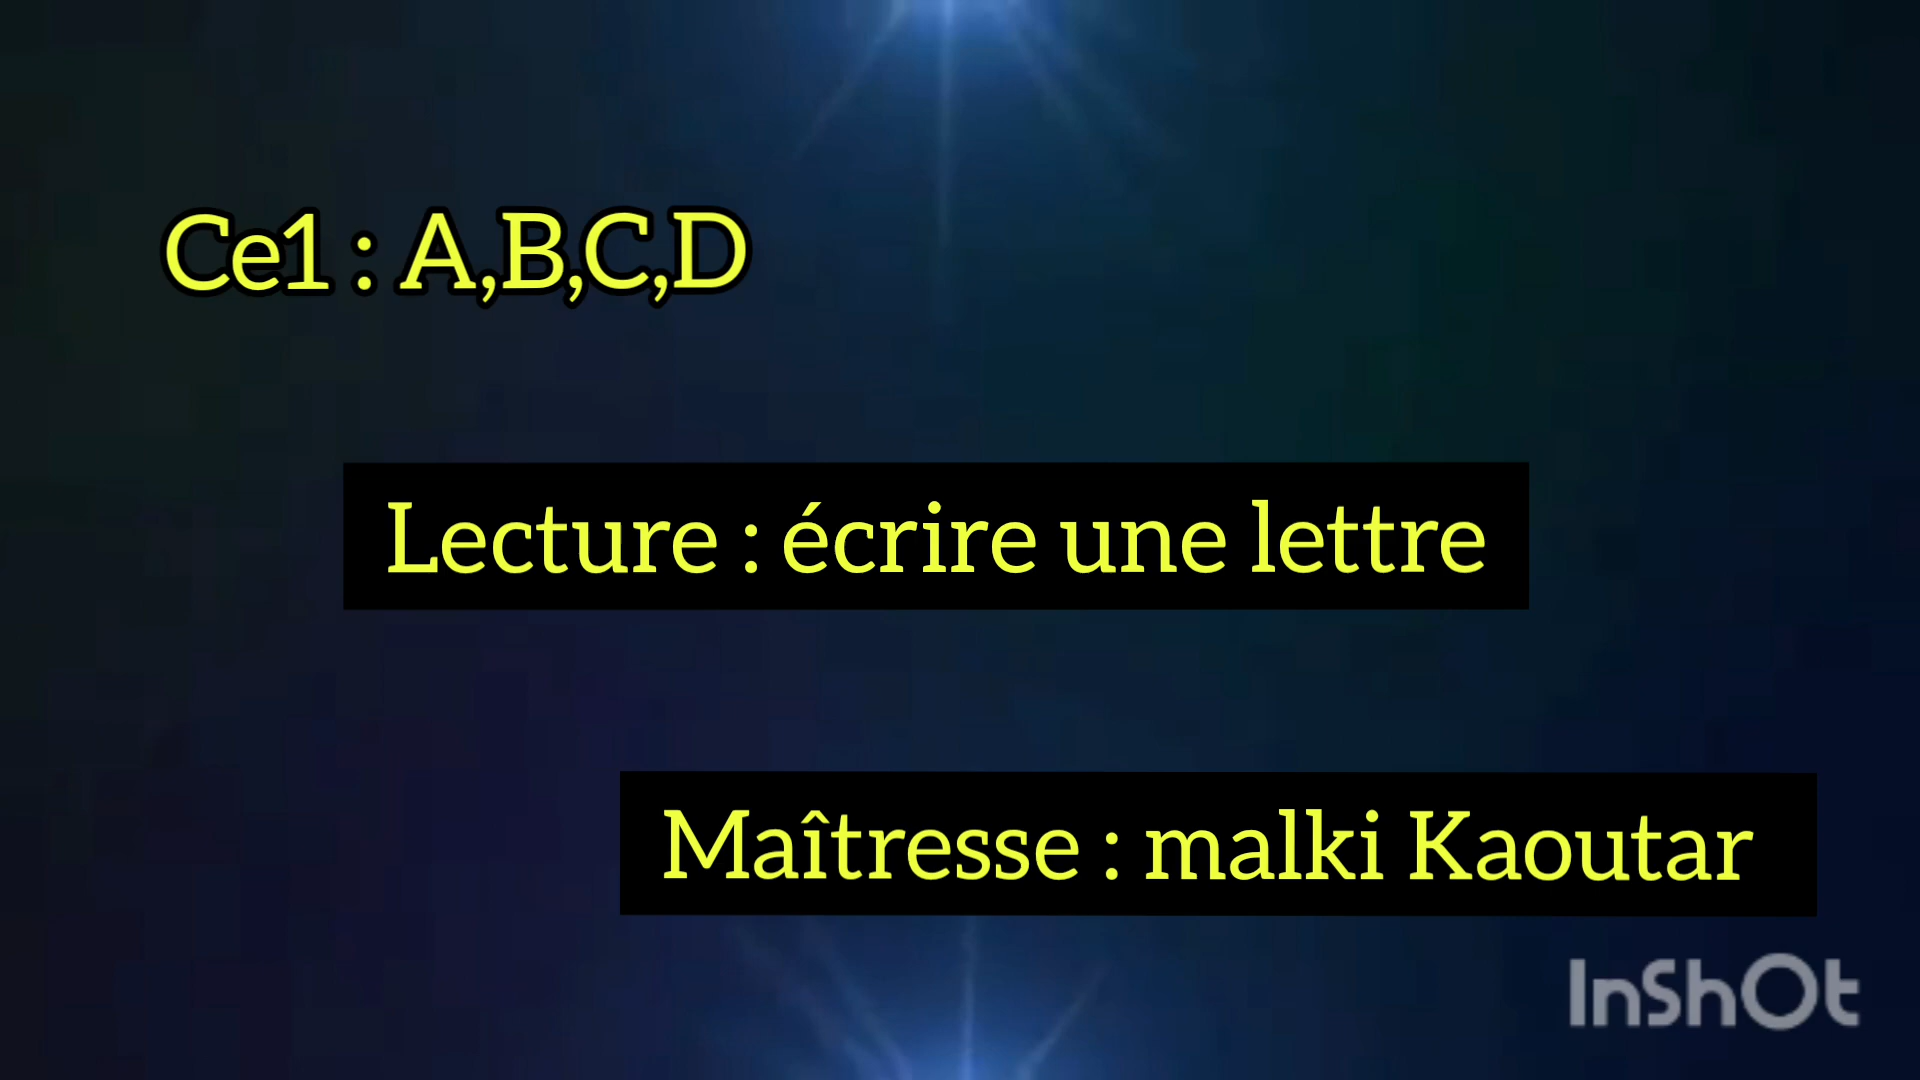 Ce1 : A,B,C,D
Lecture : écrire une lettre
Maîtresse : malki Kaoutar
InShOt